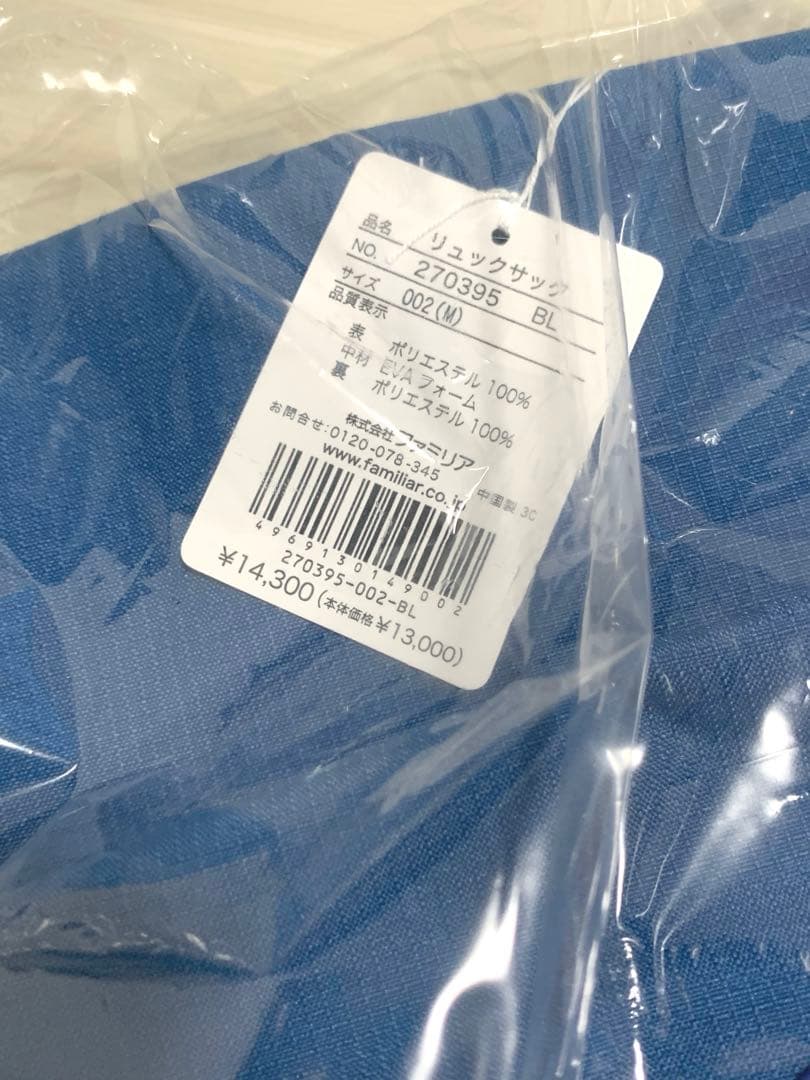 品名 リュックサック
NO. 270395 BL
サイズ 002(M)
品質表示
表 ポリエステル 100%
中材 EVAフォーム
裏 ポリエステル 100%
株式会社 ファミリア
お問合せ:0120-078-345
www.familiar.co.jp 中国製 3C
4969130149002
270395-002-BL
¥14,300(本体価格¥13,000)